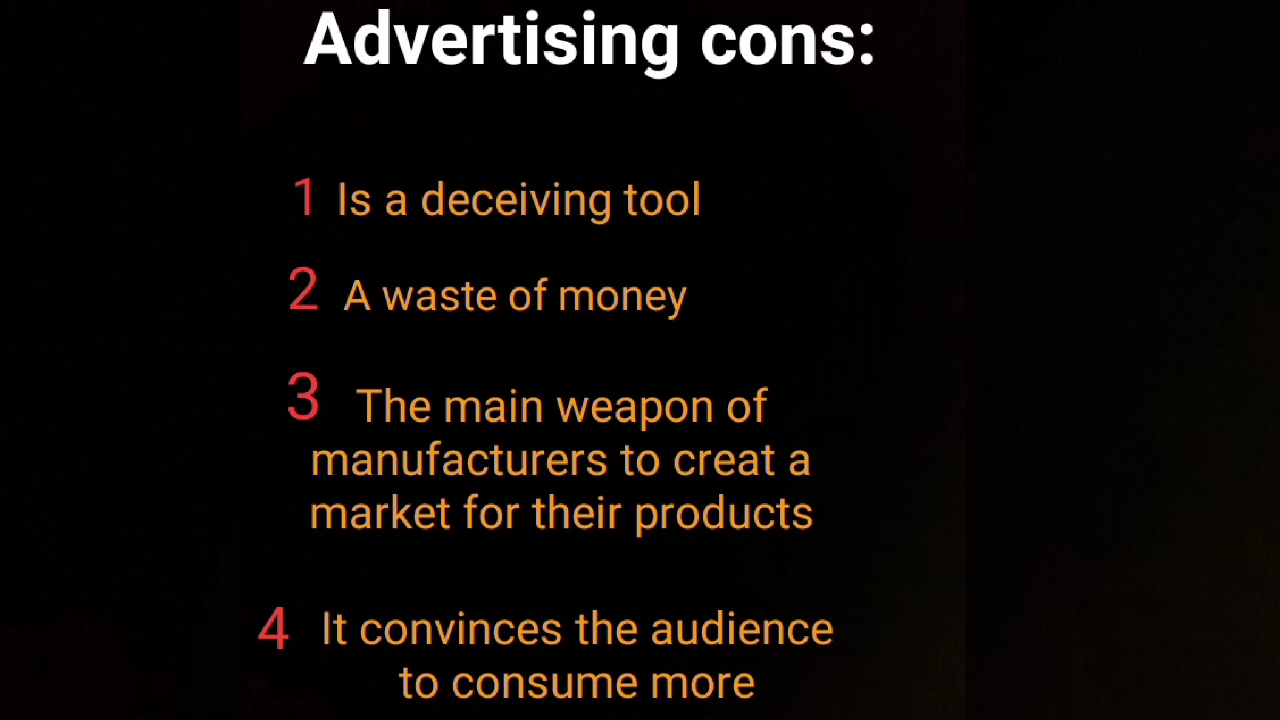 Advertising cons:
1 Is a deceiving tool
2 A waste of money
3 The main weapon of
manufacturers to creat a
market for their products
4 It convinces the audience
to consume more